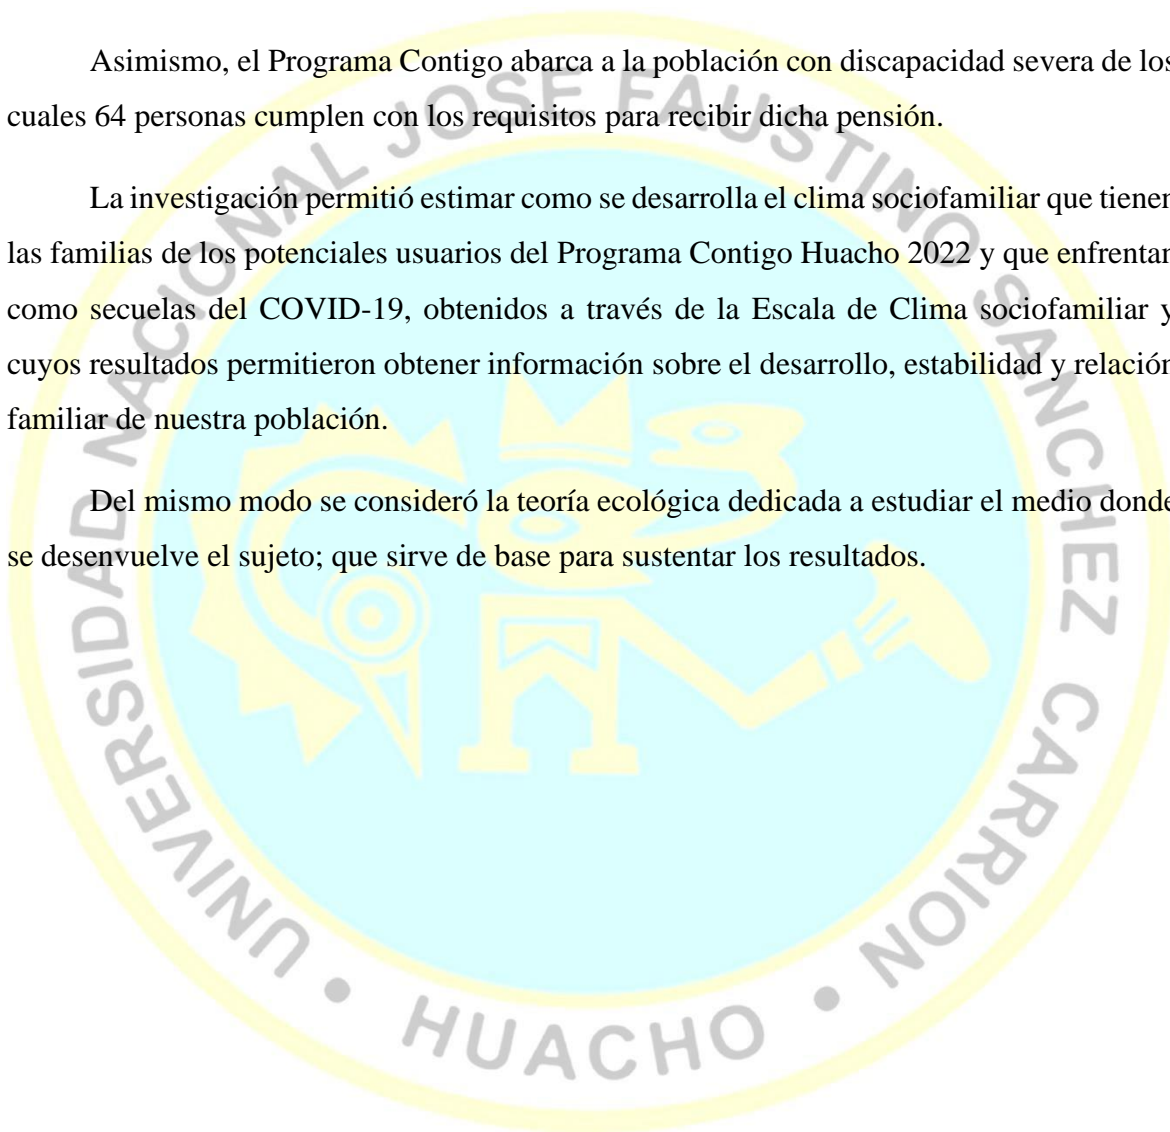 Asimismo, el Programa Contigo abarca a la población con discapacidad severa de los
cuales 64 personas cumplen con los requisitos para recibir dicha pensión.
La investigación permitió estimar como se desarrolla el clima sociofamiliar que tienen
las familias de los potenciales usuarios del Programa Contigo Huacho 2022 y que enfrentan
como secuelas del COVID-19, obtenidos a través de la Escala de Clima sociofamiliar y
cuyos resultados permitieron obtener información sobre el desarrollo, estabilidad y relación
familiar de nuestra población.
Del mismo modo se consideró la teoría ecológica dedicada a estudiar el medio donde
se desenvuelve el sujeto; que sirve de base para sustentar los resultados.
UNIVERSIDAD NACIONAL JOSE FAUSTINO SANCHEZ CARRION • HUACHO •